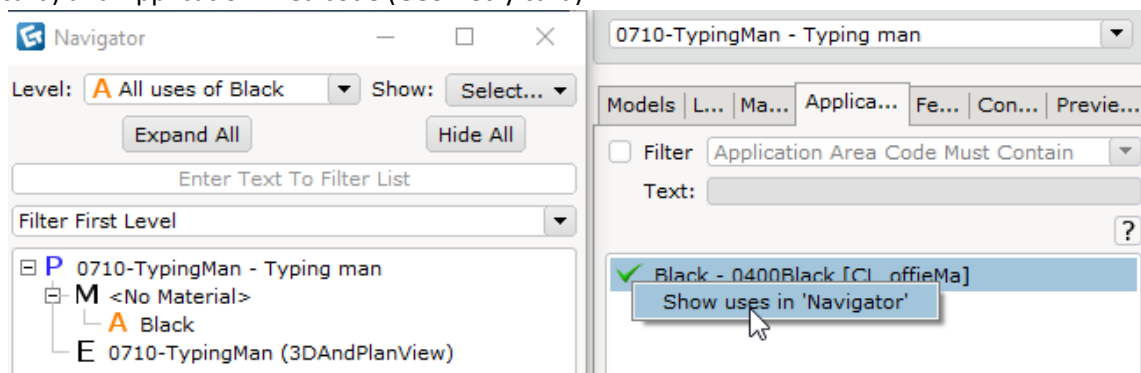 Navigator
Level: A All uses of Black Show: Select...
Expand All Hide All
Enter Text To Filter List
Filter First Level
P 0710-TypingMan - Typing man
M <No Material>
A Black
E 0710-TypingMan (3DAndPlanView)
0710-TypingMan - Typing man
Models L... Ma... Applica... Fe... Con... Previe...
Filter Application Area Code Must Contain
Text:
?
Black - 0400Black [CL_offieMa]
Show uses in 'Navigator'